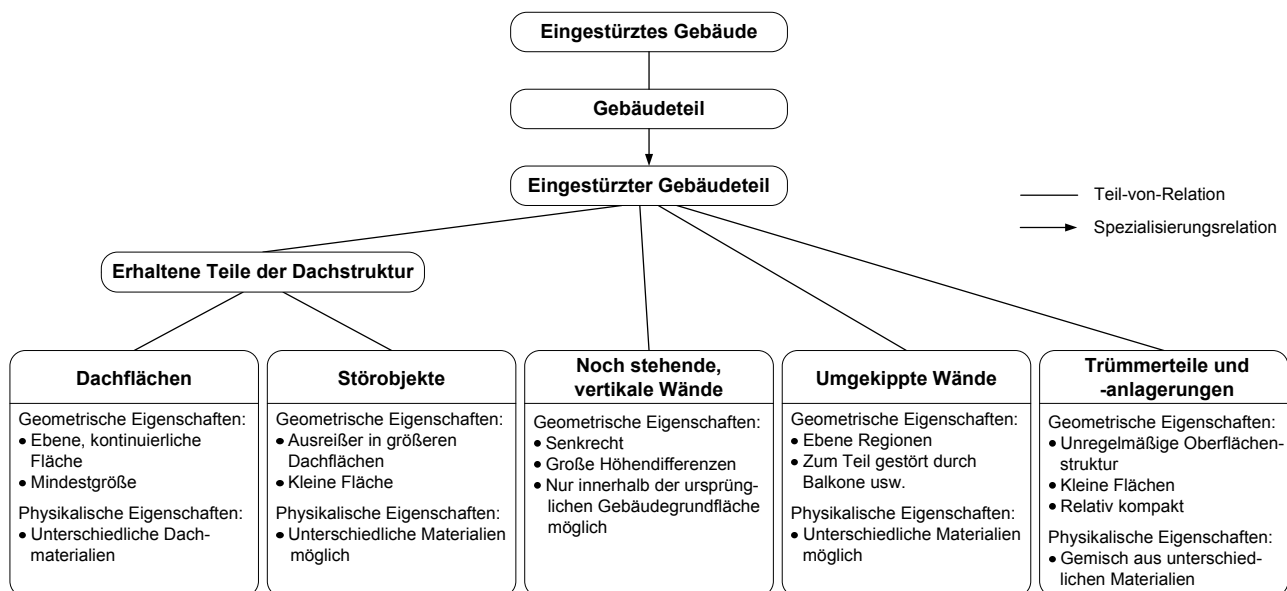 Eingestürztes Gebäude
Gebäudeteil
Eingestürzter Gebäudeteil
Teil-von-Relation
Spezialisierungsrelation
Erhaltene Teile der Dachstruktur
Dachflächen
Geometrische Eigenschaften:
• Ebene, kontinuierliche
Fläche
• Mindestgröße
Physikalische Eigenschaften:
• Unterschiedliche Dach-
materialien
Störobjekte
Geometrische Eigenschaften:
• Ausreißer in größeren
Dachflächen
• Kleine Fläche
Physikalische Eigenschaften:
• Unterschiedliche Materialien
möglich
Noch stehende,
vertikale Wände
Geometrische Eigenschaften:
• Senkrecht
• Große Höhendifferenzen
• Nur innerhalb der ursprüng-
lichen Gebäudegrundfläche
möglich
Umgekippte Wände
Geometrische Eigenschaften:
• Ebene Regionen
• Zum Teil gestört durch
Balkone usw.
Physikalische Eigenschaften:
• Unterschiedliche Materialien
möglich
Trümmerteile und
-anlagerungen
Geometrische Eigenschaften:
• Unregelmäßige Oberflächen-
struktur
• Kleine Flächen
• Relativ kompakt
Physikalische Eigenschaften:
• Gemisch aus unterschied-
lichen Materialien